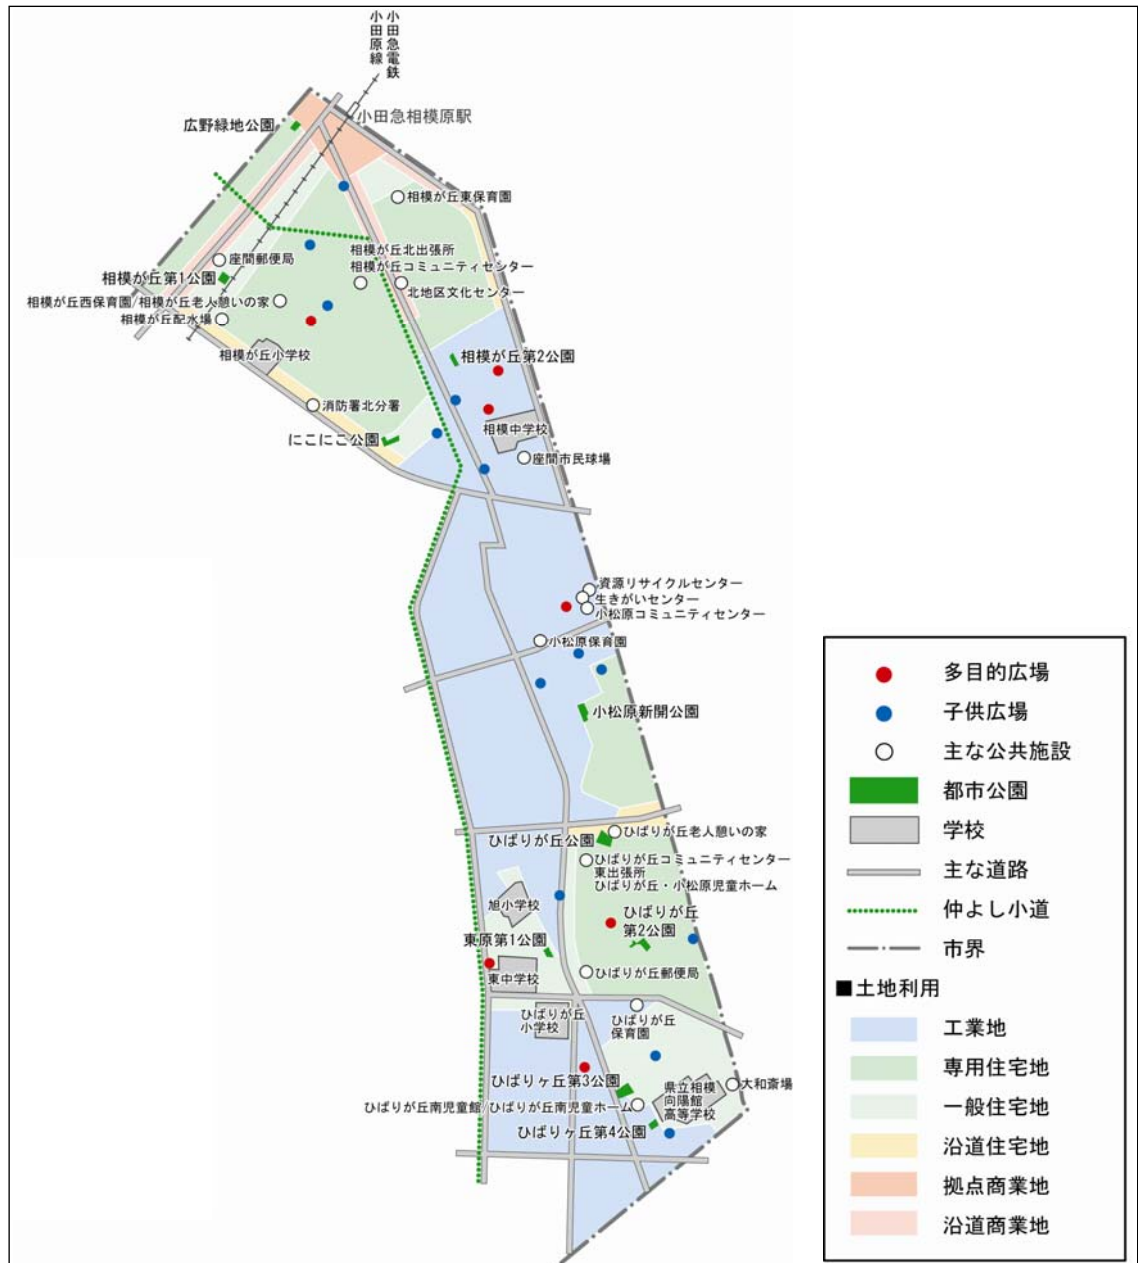 小田急電鉄
小田原線
小田急相模原駅
広野緑地公園
相模が丘東保育園
相模が丘北出張所
座間郵便局
相模が丘コミュニティセンター
相模が丘第1公園
北地区文化センター
相模が丘西保育園/相模が丘老人憩いの家
相模が丘配水場
相模が丘小学校
相模が丘第2公園
消防署北分署
相模中学校
にこにこ公園
座間市民球場
資源リサイクルセンター
生きがいセンター
小松原コミュニティセンター
小松原保育園
小松原新開公園
ひばりが丘老人憩いの家
ひばりが丘公園
ひばりが丘コミュニティセンター
東出張所
ひばりが丘・小松原児童ホーム
旭小学校
ひばりが丘
第2公園
東原第1公園
ひばりが丘郵便局
東中学校
ひばりが丘
小学校
ひばりが丘
保育園
ひばりヶ丘第3公園
県立相模
向陽館
高等学校
大和斎場
ひばりが丘南児童館/ひばりが丘南児童ホーム
ひばりヶ丘第4公園
多目的広場
子供広場
主な公共施設
都市公園
学校
主な道路
仲よし小道
市界
■土地利用
工業地
専用住宅地
一般住宅地
沿道住宅地
拠点商業地
沿道商業地